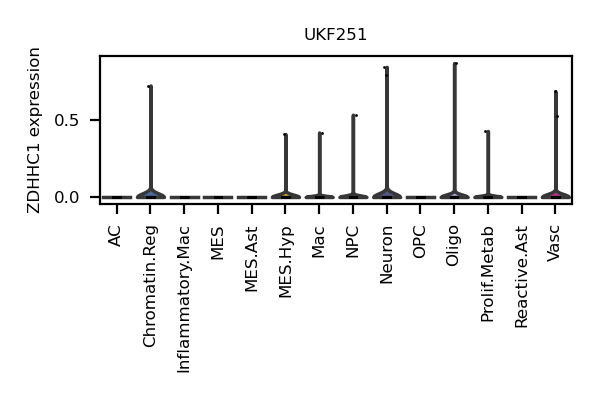 UKF251
ZDHHC1 expression
0.5
0.0
AC
Chromatin.Reg
Inflammatory.Mac
MES
MES.Ast
MES.Hyp
Mac
NPC
Neuron
OPC
Oligo
Prolif.Metab
Reactive.Ast
Vasc